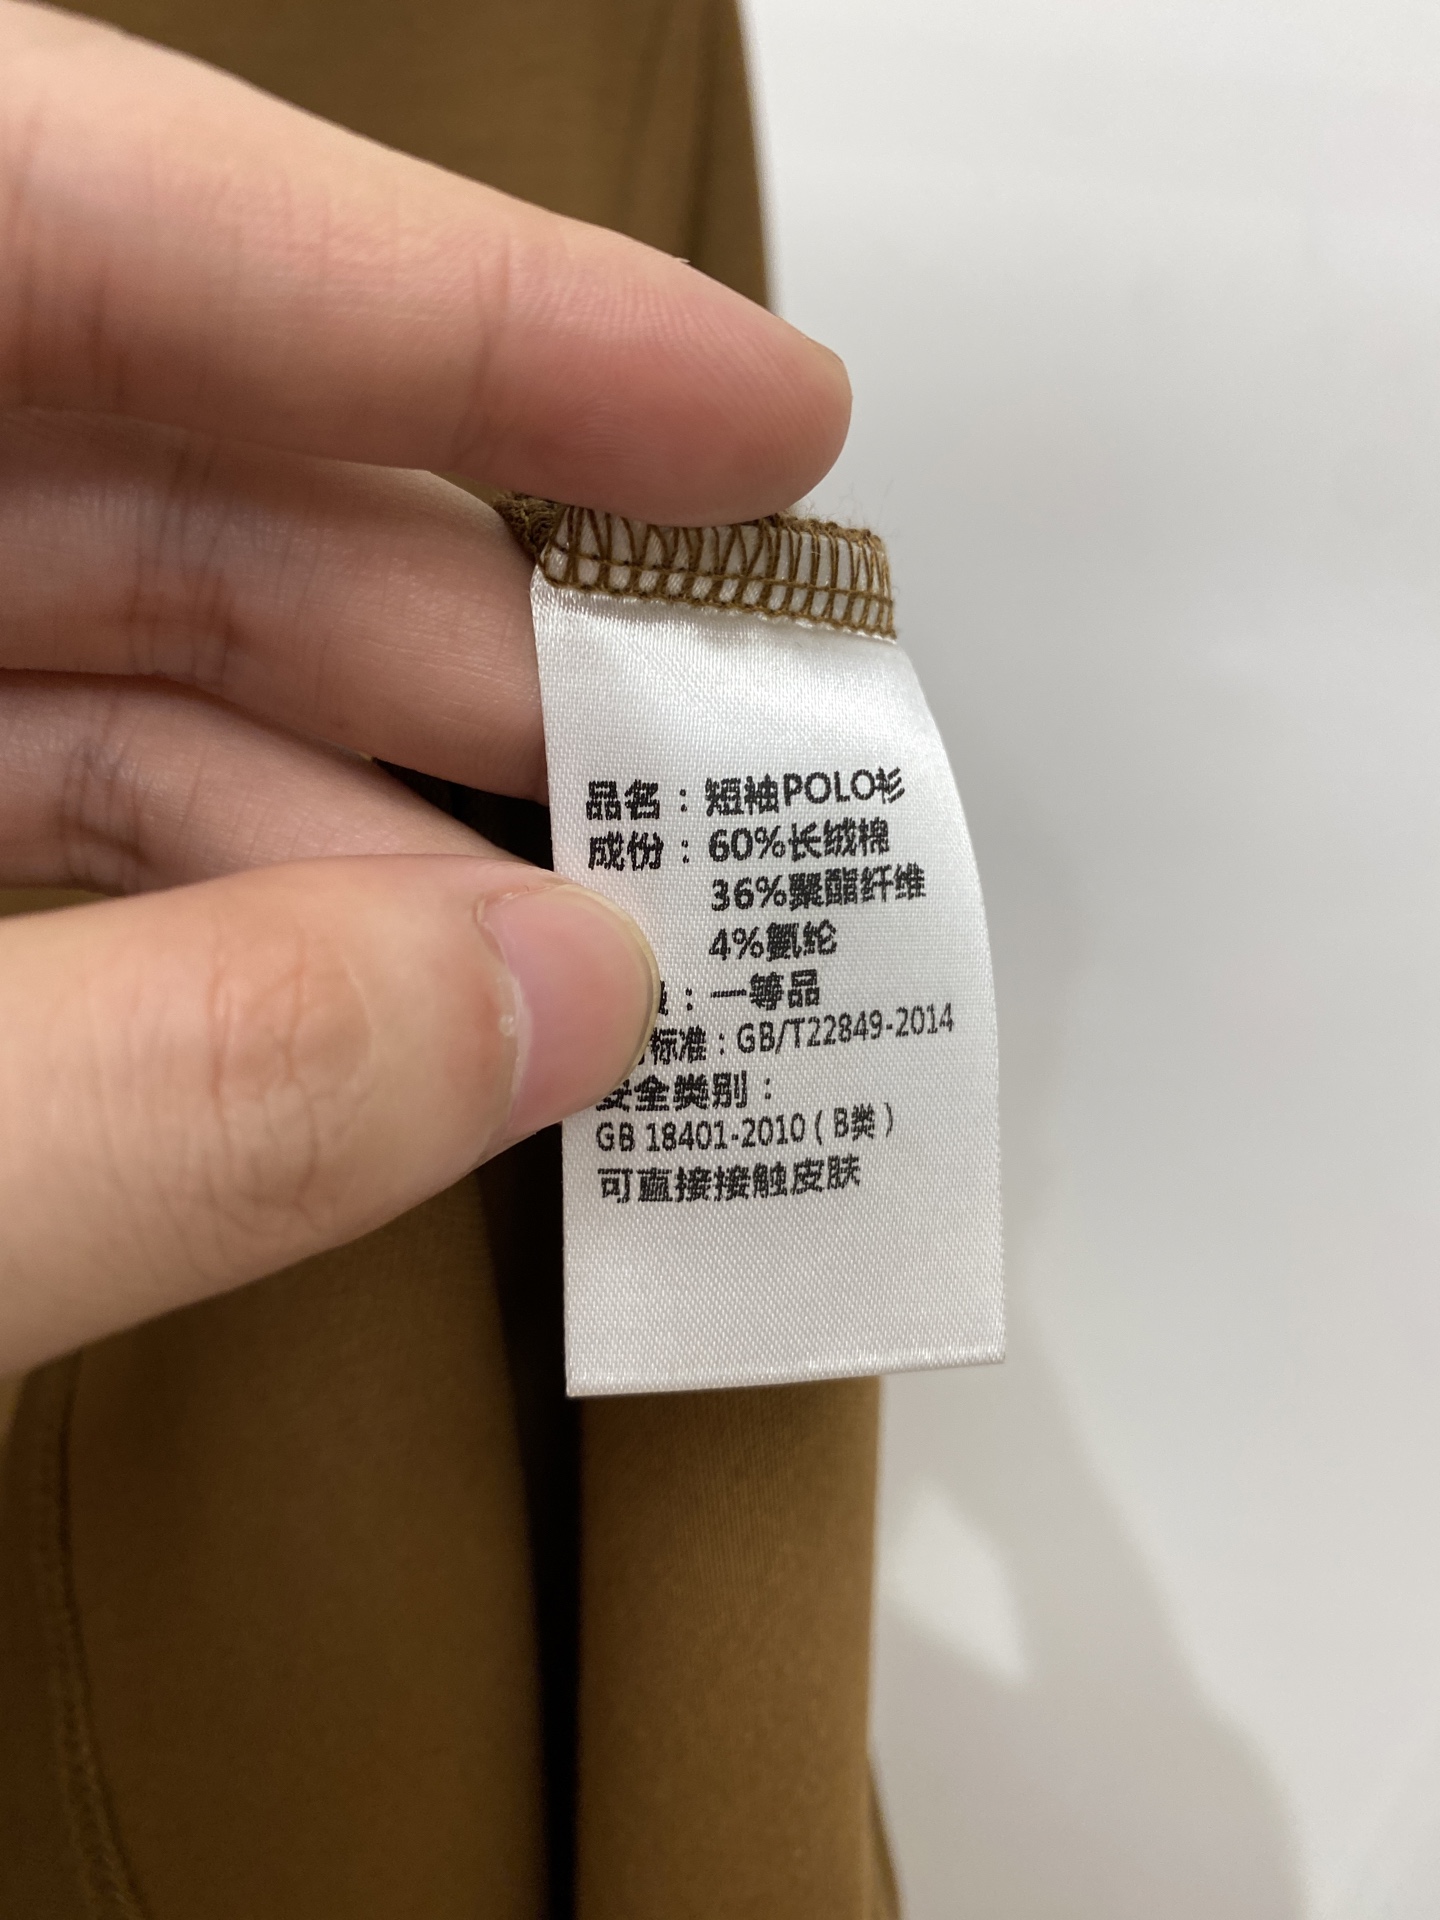 品名：短袖POLO衫
成份：60%长绒棉
36%聚酯纤维
4%氨纶
：一等品
标准：GB/T22849-2014
安全类别：
GB 18401-2010（B类）
可直接接触皮肤